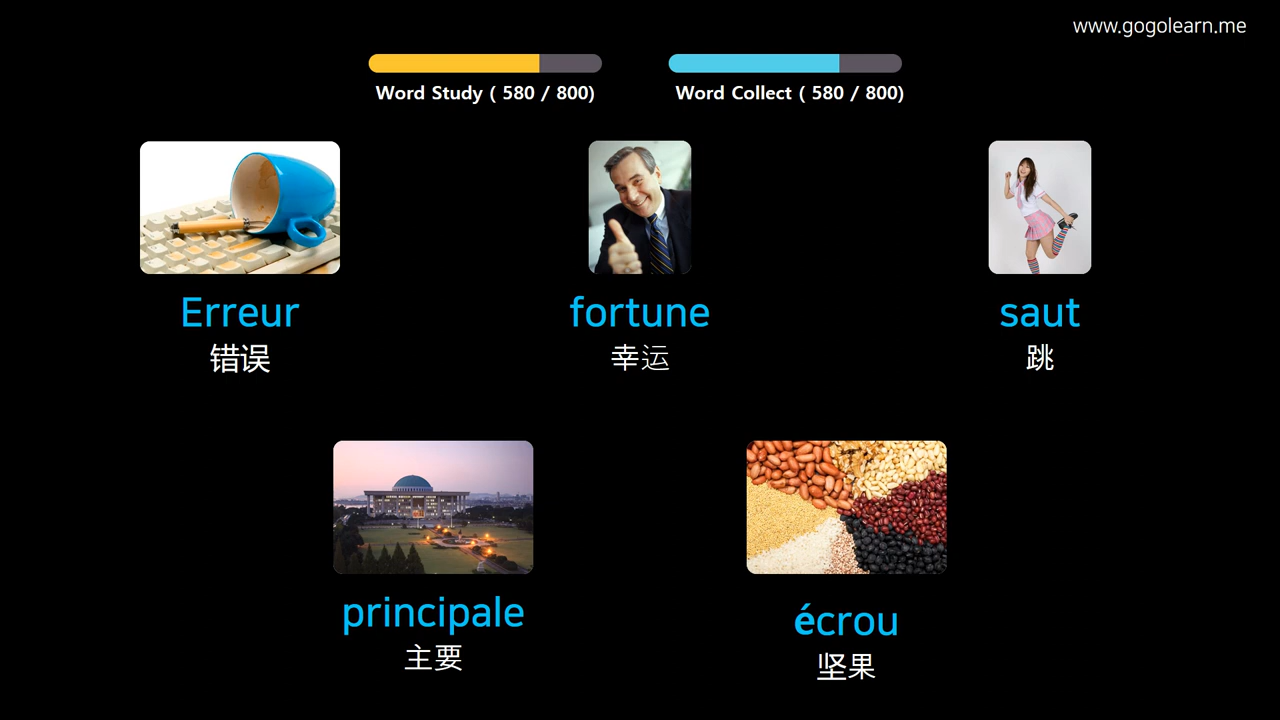 www.gogolearn.me
Word Study ( 580 / 800)
Word Collect ( 580 / 800)
Erreur
错误
fortune
幸运
saut
跳
principale
主要
écrou
坚果